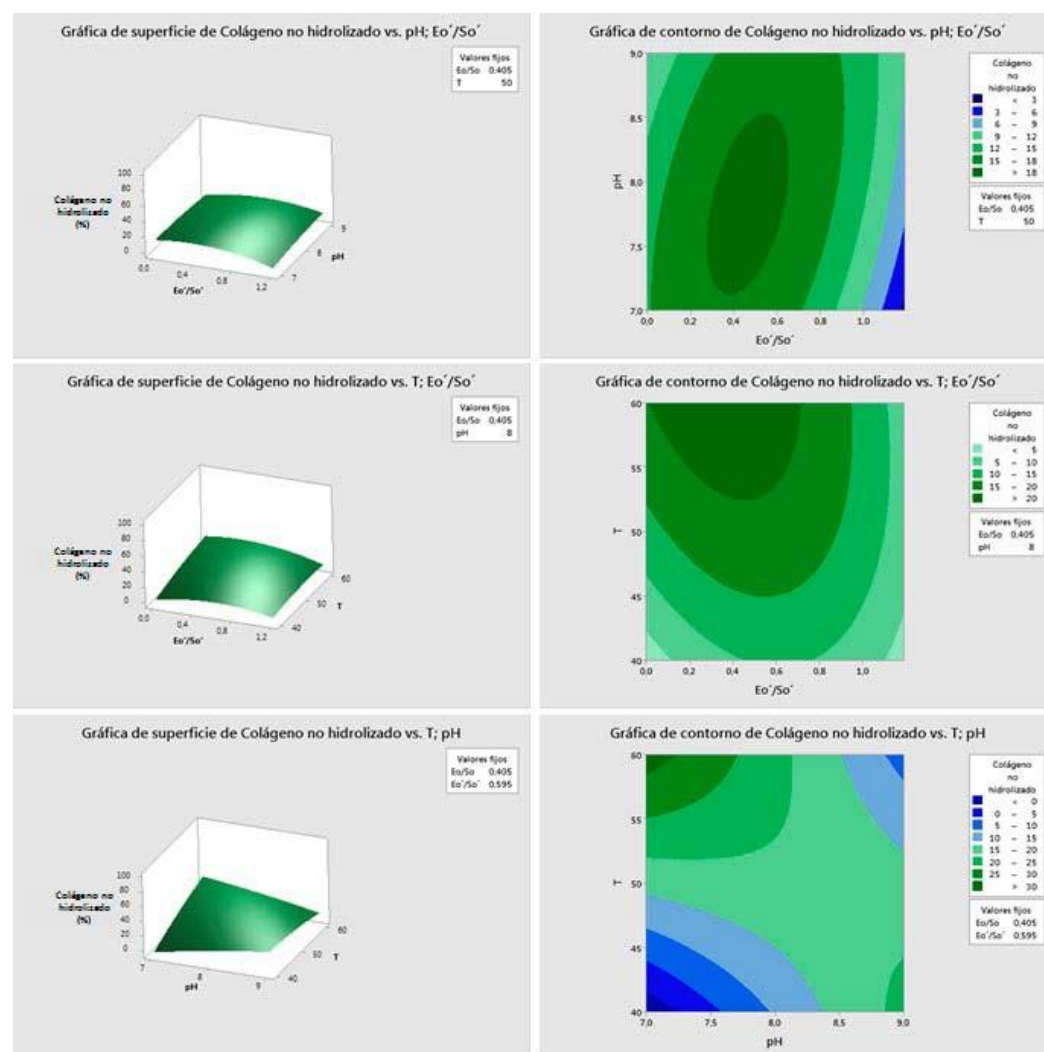 Gráfica de superficie de Colágeno no hidrolizado vs. pH; Eo´/So´
Valores fijos
Eo/So 0,405
T 50
100
80
60
40
20
0
Colágeno no
hidrolizado
(%)
0,0
0,4
0,8
1,2
Eo'/So'
7
8
9
pH
Gráfica de contorno de Colágeno no hidrolizado vs. pH; Eo´/So´
9,0
8,5
8,0
7,5
7,0
pH
0,0 0,2 0,4 0,6 0,8 1,0
Eo´/So´
Colágeno
no
hidrolizado
< 3
3 – 6
6 – 9
9 – 12
12 – 15
15 – 18
> 18
Valores fijos
Eo/So 0,405
T 50
Gráfica de superficie de Colágeno no hidrolizado vs. T; Eo´/So´
Valores fijos
Eo/So 0,405
pH 8
100
80
60
40
20
0
Colágeno no
hidrolizado
(%)
0,0
0,4
0,8
1,2
Eo'/So'
40
50
60
T
Gráfica de contorno de Colágeno no hidrolizado vs. T; Eo´/So´
60
55
50
45
40
T
0,0 0,2 0,4 0,6 0,8 1,0
Eo´/So´
Colágeno
no
hidrolizado
< 5
5 – 10
10 – 15
15 – 20
> 20
Valores fijos
Eo/So 0,405
pH 8
Gráfica de superficie de Colágeno no hidrolizado vs. T; pH
Valores fijos
Eo/So 0,405
Eo´/So´ 0,595
100
80
60
40
20
0
Colágeno no
hidrolizado
(%)
7
8
9
pH
40
50
60
T
Gráfica de contorno de Colágeno no hidrolizado vs. T; pH
60
55
50
45
40
T
7,0 7,5 8,0 8,5 9,0
pH
Colágeno
no
hidrolizado
< 0
0 – 5
5 – 10
10 – 15
15 – 20
20 – 25
25 – 30
> 30
Valores fijos
Eo/So 0,405
Eo´/So´ 0,595